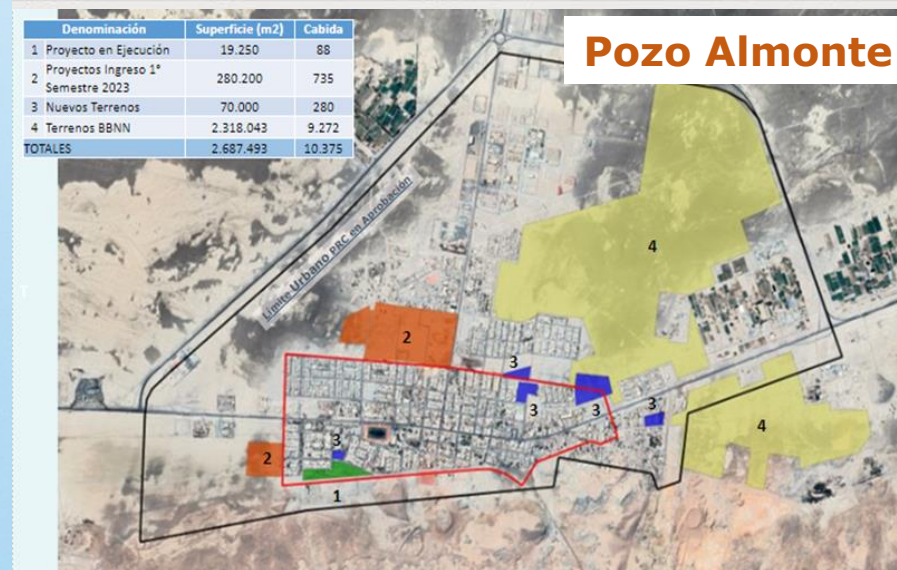 Pozo Almonte
Denominación Superficie (m2) Cabida
1 Proyecto en Ejecución 19.250 88
2 Proyectos Ingreso 1° Semestre 2023 280.200 735
3 Nuevos Terrenos 70.000 280
4 Terrenos BBNN 2.318.043 9.272
TOTALES 2.687.493 10.375
Límite Urbano PRC en Aprobación
4
2
3
3
3
3
4
3
2
1
T